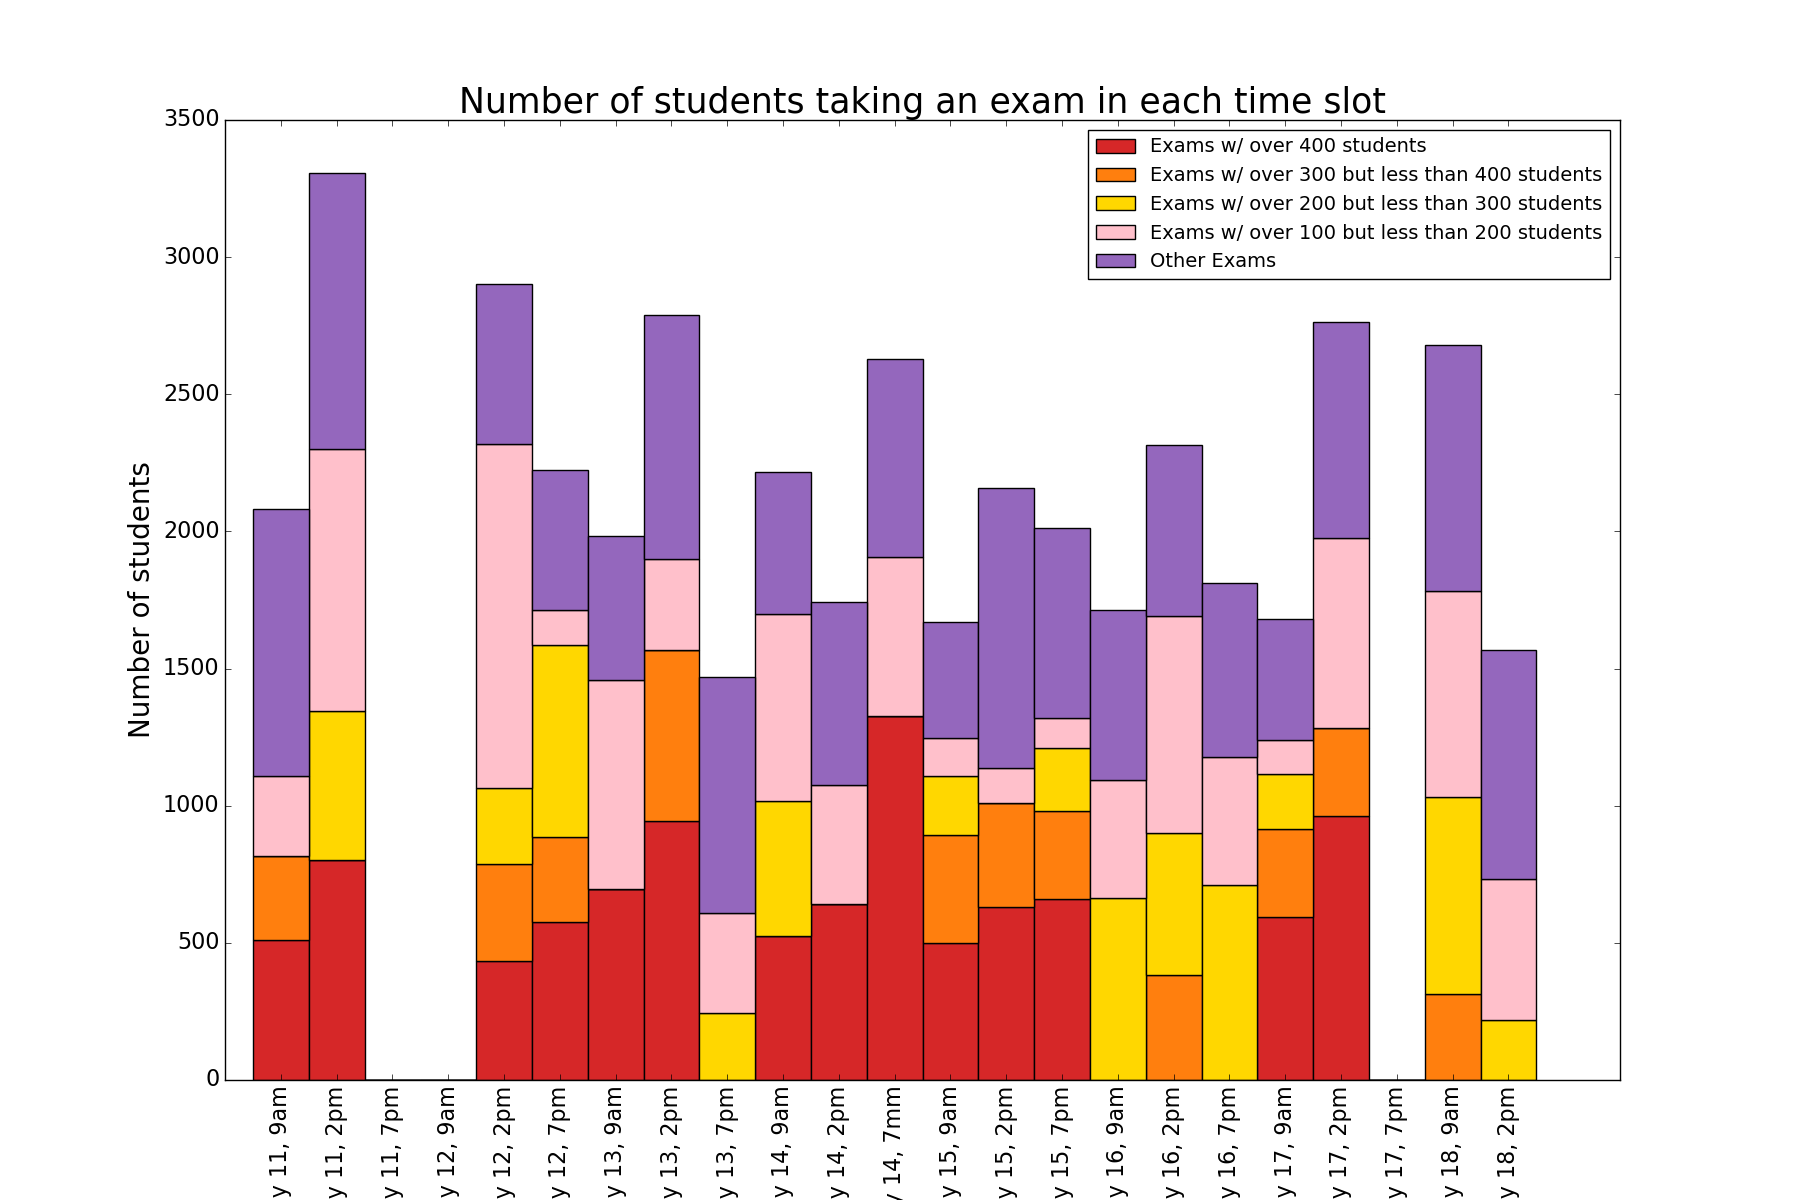 Number of students taking an exam in each time slot
Number of students
3500
3000
2500
2000
1500
1000
500
0
Exams w/ over 400 students
Exams w/ over 300 but less than 400 students
Exams w/ over 200 but less than 300 students
Exams w/ over 100 but less than 200 students
Other Exams
y 11, 9am
y 11, 2pm
y 11, 7pm
y 12, 9am
y 12, 2pm
y 12, 7pm
y 13, 9am
y 13, 2pm
y 13, 7pm
y 14, 9am
y 14, 2pm
y 14, 7mm
y 15, 9am
y 15, 2pm
y 15, 7pm
y 16, 9am
y 16, 2pm
y 16, 7pm
y 17, 9am
y 17, 2pm
y 17, 7pm
y 18, 9am
y 18, 2pm